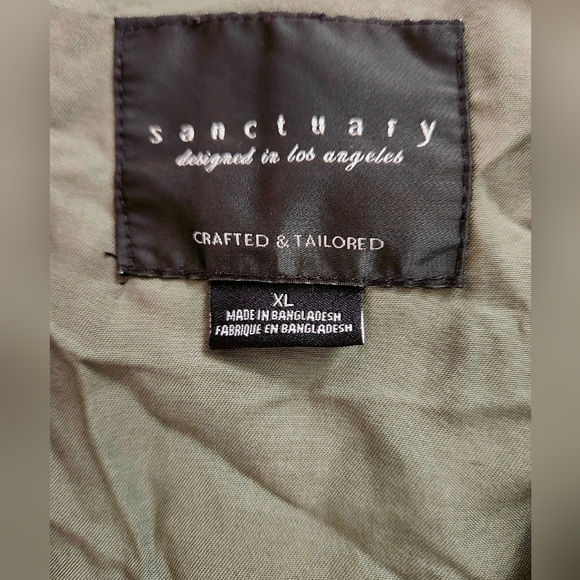 sanctuary
designed in los angeles
CRAFTED & TAILORED
XL
MADE IN BANGLADESH
FABRIQUE EN BANGLADESH